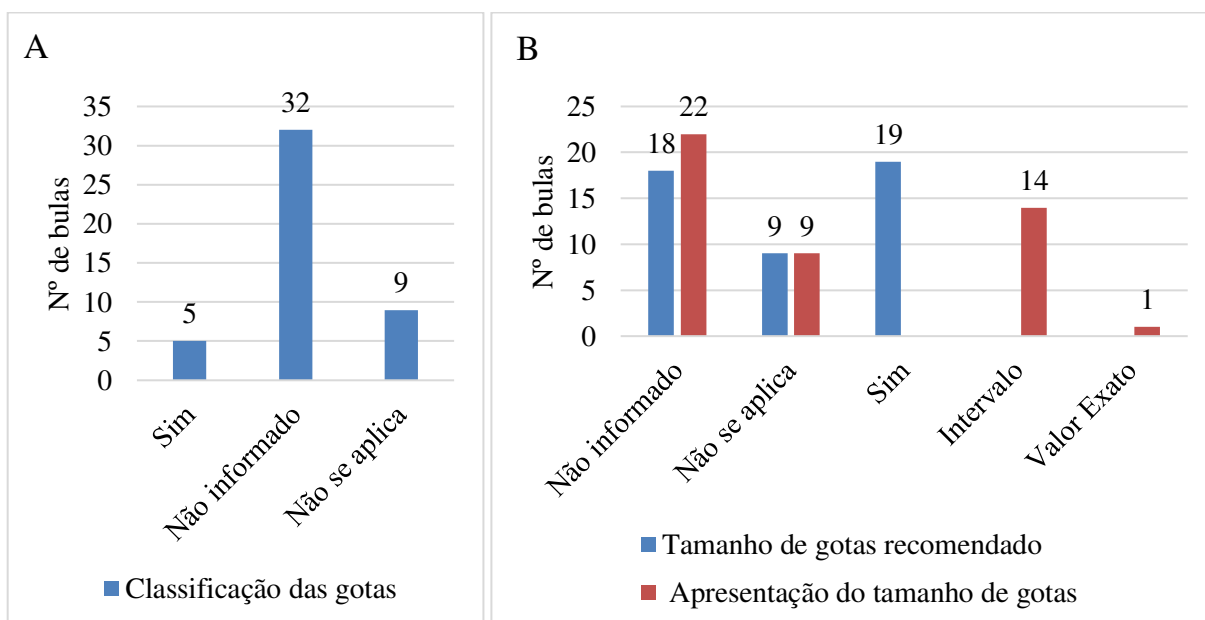 A
Nº de bulas
35
30
25
20
15
10
5
0
5
32
9
Sim
Não informado
Não se aplica
Classificação das gotas
B
Nº de bulas
25
20
15
10
5
0
18
22
9
9
19
14
1
Não informado
Não se aplica
Sim
Intervalo
Valor Exato
Tamanho de gotas recomendado
Apresentação do tamanho de gotas